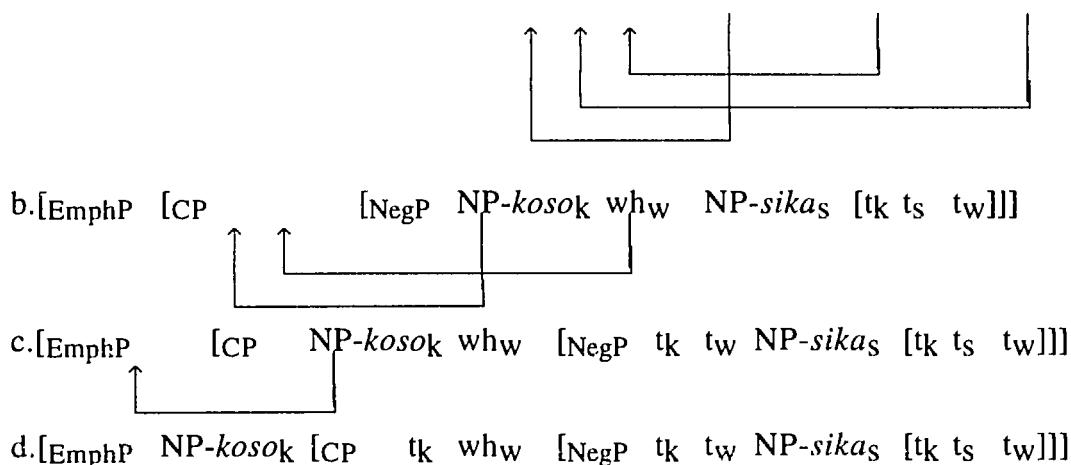 b.[EmphP [CP [NegP NP-kosok whw NP-sikas [tk ts tw]]]
c.[EmphP [CP NP-kosok whw [NegP tk tw NP-sikas [tk ts tw]]]
d.[EmphP NP-kosok [CP tk whw [NegP tk tw NP-sikas [tk ts tw]]]